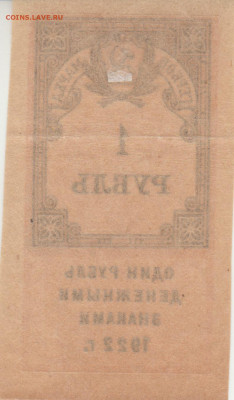 COINS.LAVE.RU
1
РУБЛЬ
ОДИН РУБЛЬ
ДЕНЕЖНЫМИ
ЗНАКАМИ
1922 г.